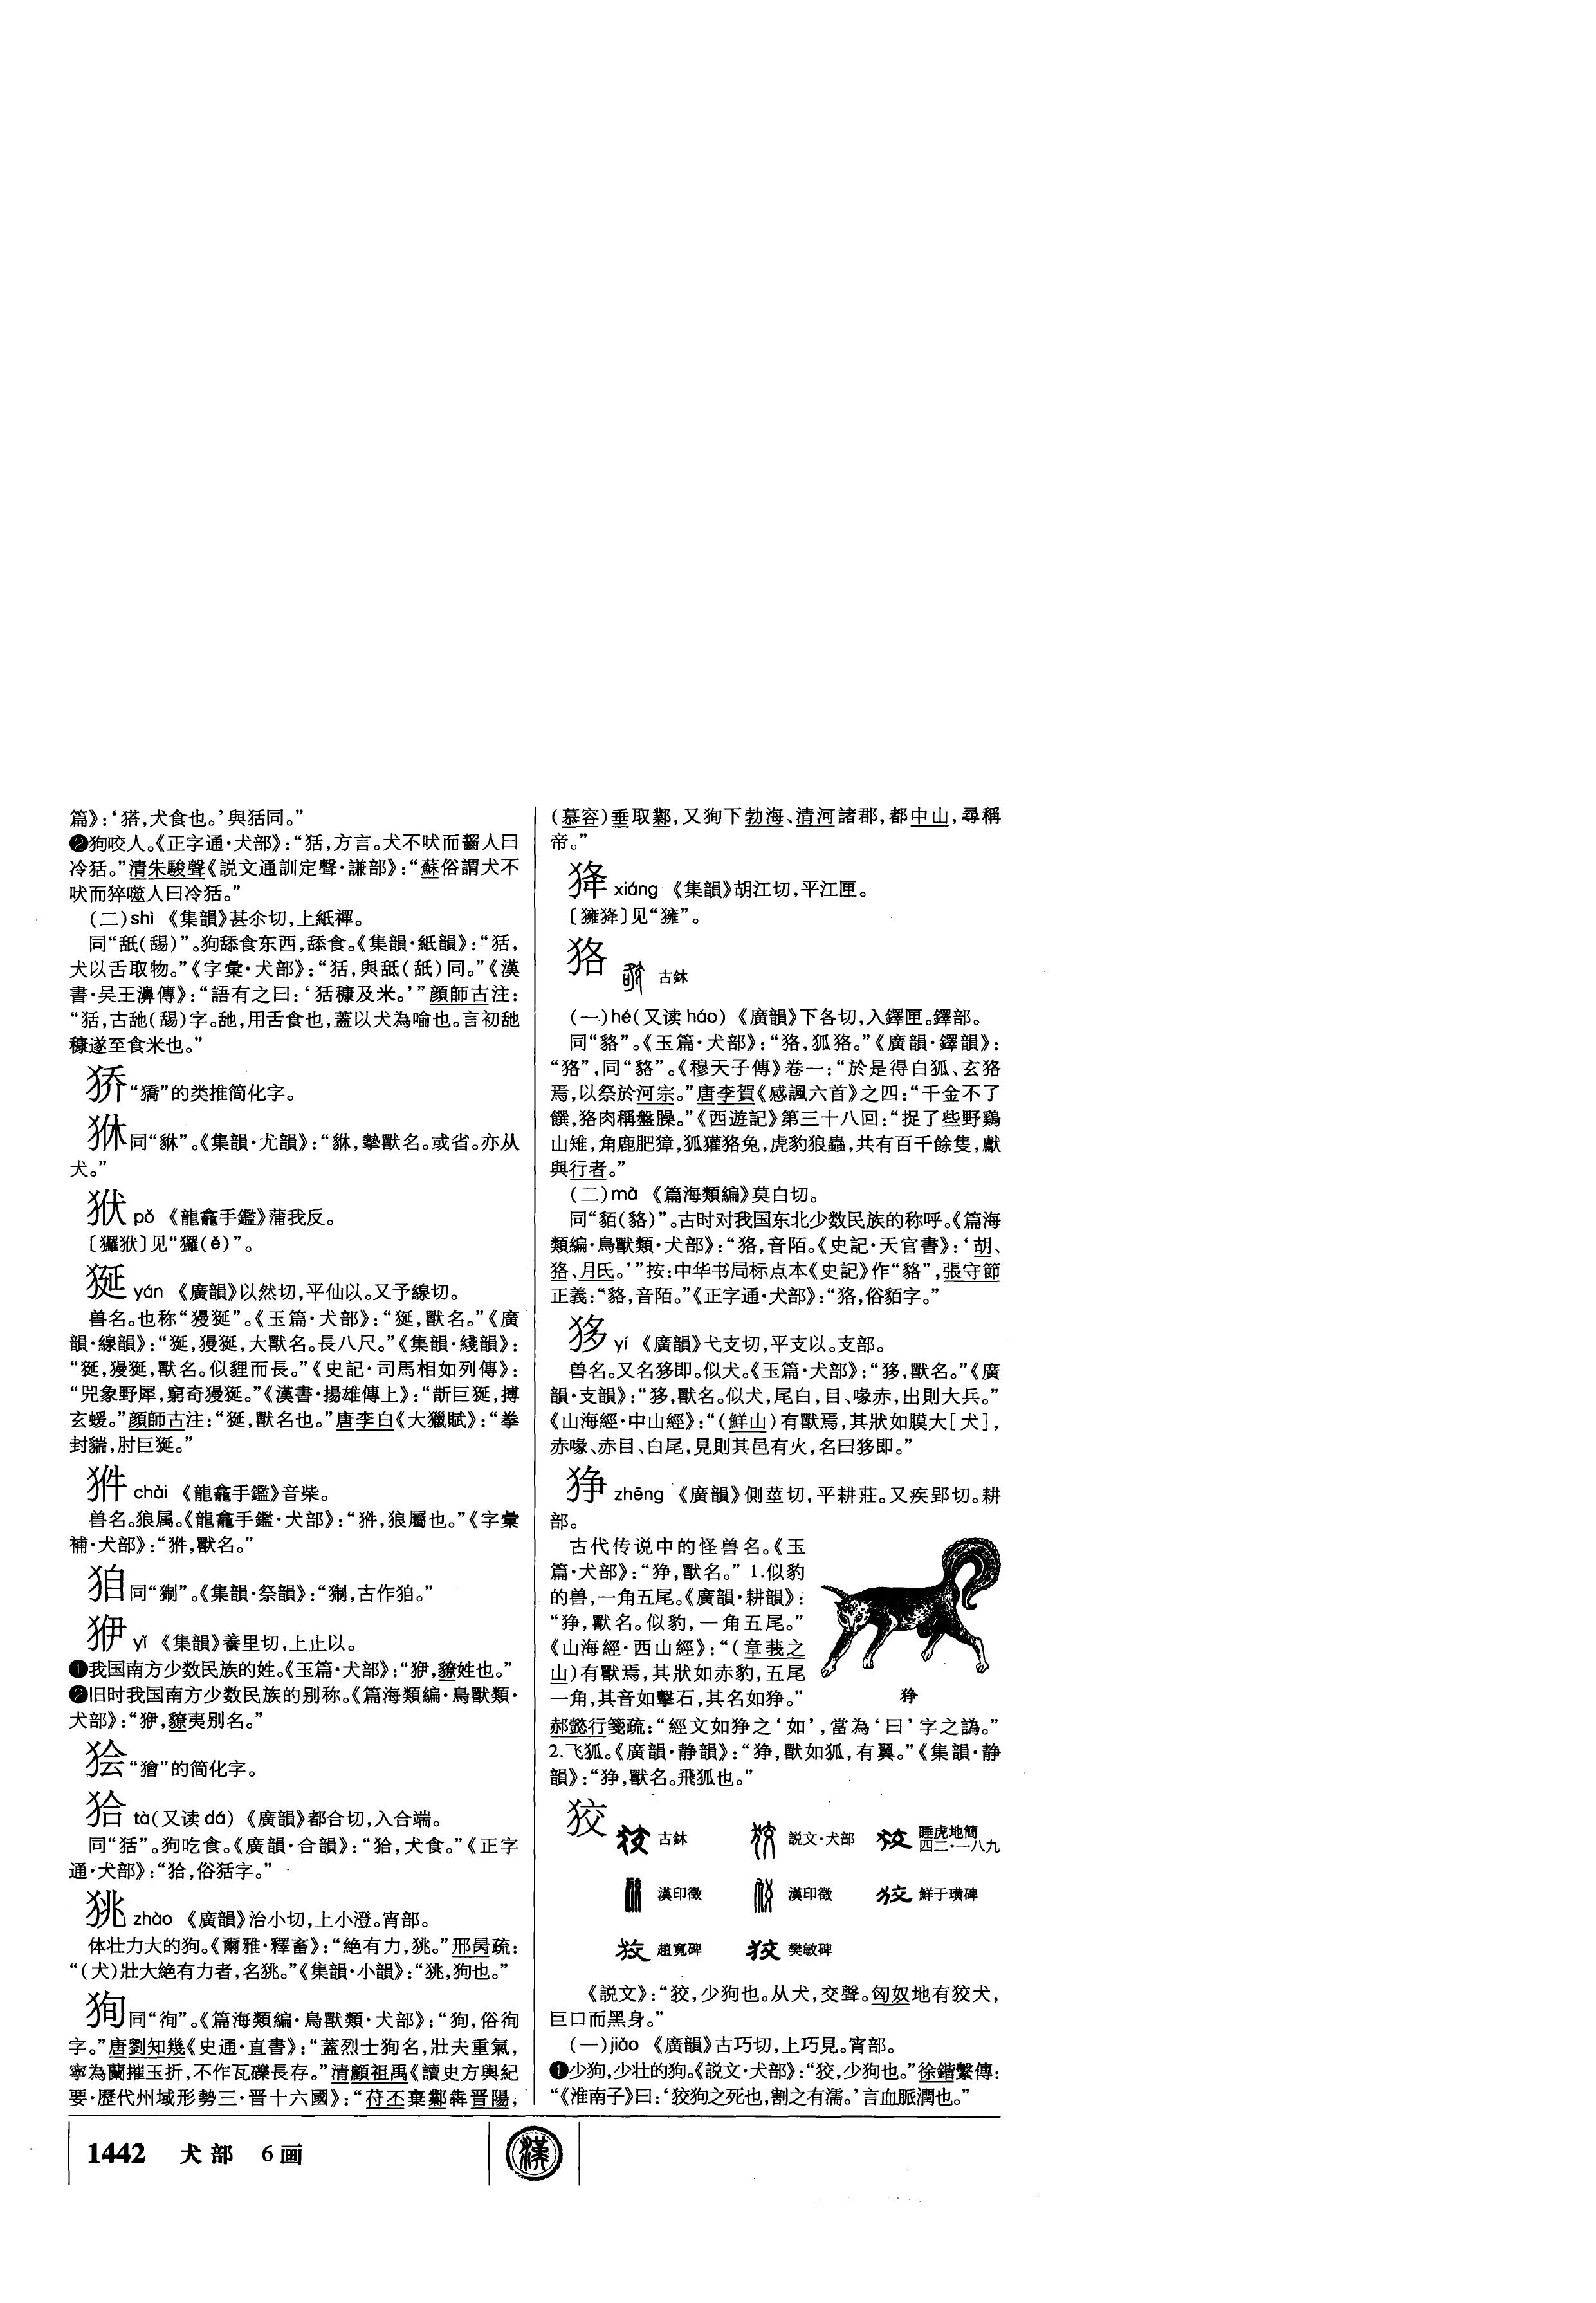 篇》：‘狧，犬食也。’與狧同。”
❷狗咬人。《正字通·犬部》：“狧，方言。犬不吠而齧人曰
冷狧。”清朱駿聲《説文通訓定聲·謙部》：“蘇俗謂犬不
吠而猝噬人曰冷狧。”
（二）shì 《集韻》甚尒切，上紙禪。
同“舐（舓）”。狗舔食东西，舔食。《集韻·紙韻》：“狧，
犬以舌取物。”《字彙·犬部》：“狧，與䑛（舐）同。”《漢
書·吴王濞傳》：“語有之曰：‘狧穅及米。’”顔師古注：
“狧，古𦧇（舓）字。𦧇，用舌食也，蓋以犬為喻也。言初𦧇
穅遂至食米也。”
𪺷“獢”的类推简化字。
㹯同“貅”。《集韻·尤韻》：“貅，摯獸名。或省。亦从
犬。”
㹱 pǒ 《龍龕手鑑》蒲我反。
〔玀㹱〕见“玀（ě）”。
狿 yán 《廣韻》以然切，平仙以。又予線切。
兽名。也称“獌狿”。《玉篇·犬部》：“狿，獸名。”《廣
韻·線韻》：“狿，獌狿，大獸名。長八尺。”《集韻·綫韻》：
“狿，獌狿，獸名。似貍而長。”《史記·司馬相如列傳》：
“兕象野犀，窮奇獌狿。”《漢書·揚雄傳上》：“斮巨狿，搏
玄蝯。”顔師古注：“狿，獸名也。”唐李白《大獵賦》：“拳
封貒，肘巨狿。”
chǎi 《龍龕手鑑》音柴。
兽名。狼属。《龍龕手鑑·犬部》：“，狼屬也。”《字彙
補·犬部》：“，獸名。”
狛同“猘”。《集韻·祭韻》：“猘，古作狛。”
㹭 yǐ 《集韻》養里切，上止以。
❶我国南方少数民族的姓。《玉篇·犬部》：“㹭，獠姓也。”
❷旧时我国南方少数民族的别称。《篇海類編·鳥獸類·
犬部》：“㹭，獠夷别名。”
狯“獪”的简化字。
㹺 tà（又读 dá） 《廣韻》都合切，入合端。
同“狧”。狗吃食。《廣韻·合韻》：“㹺，犬食。”《正字
通·犬部》：“㹺，俗狧字。”
狣 zhào 《廣韻》治小切，上小澄。宵部。
体壮力大的狗。《爾雅·釋畜》：“絶有力，狣。”邢昺疏：
“（犬）壯大絶有力者，名狣。”《集韻·小韻》：“狣，狗也。”
狥同“徇”。《篇海類編·鳥獸類·犬部》：“狥，俗徇
字。”唐劉知幾《史通·直書》：“蓋烈士狥名，壯夫重氣，
寧為蘭摧玉折，不作瓦礫長存。”清顧祖禹《讀史方輿紀
要·歷代州域形勢三·晋十六國》：“苻丕棄鄴犇晋陽，
（慕容）垂取鄴，又狥下勃海、清河諸郡，都中山，尋稱
帝。”
𤞛 xiáng 《集韻》胡江切，平江匣。
〔㺋𤞛〕见“㺋”。
狢
古鉥
（一）hé（又读 háo） 《廣韻》下各切，入鐸匣。鐸部。
同“貉”。《玉篇·犬部》：“狢，狐狢。”《廣韻·鐸韻》：
“狢”，同“貉”。《穆天子傳》卷一：“於是得白狐、玄狢
焉，以祭於河宗。”唐李賀《感諷六首》之四：“千金不了
饌，狢肉稱盤臊。”《西遊記》第三十八回：“捉了些野鷄
山雉，角鹿肥獐，狐獾狢兔，虎豹狼蟲，共有百千餘隻，獻
與行者。”
（二）mǎ 《篇海類編》莫白切。
同“貊（貉）”。古时对我国东北少数民族的称呼。《篇海
類編·鳥獸類·犬部》：“狢，音陌。《史記·天官書》：‘胡、
狢、月氏。’”按：中华书局标点本《史記》作“貉”，張守節
正義：“貉，音陌。”《正字通·犬部》：“狢，俗貊字。”
㹫 yí 《廣韻》弋支切，平支以。支部。
兽名。又名㹫即。似犬。《玉篇·犬部》：“㹫，獸名。”《廣
韻·支韻》：“㹫，獸名。似犬，尾白，目、喙赤，出則大兵。”
《山海經·中山經》：“（鮮山）有獸焉，其狀如膜大［犬］，
赤喙、赤目、白尾，見則其邑有火，名曰㹫即。”
狰 zhēng 《廣韻》側莖切，平耕莊。又疾郢切。耕
部。
古代传说中的怪兽名。《玉
篇·犬部》：“狰，獸名。”1.似豹
的兽，一角五尾。《廣韻·耕韻》：
“狰，獸名。似豹，一角五尾。”
《山海經·西山經》：“（章莪之
山）有獸焉，其狀如赤豹，五尾
一角，其音如擊石，其名如狰。”
狰
郝懿行箋疏：“經文如狰之‘如’，當為‘曰’字之譌。”
2.飞狐。《廣韻·静韻》：“狰，獸如狐，有翼。”《集韻·静
韻》：“狰，獸名。飛狐也。”
狡
古鉥 説文·犬部 睡虎地簡四二·一八九
漢印徵 漢印徵 鮮于璜碑
趙寬碑 樊敏碑
《説文》：“狡，少狗也。从犬，交聲。匈奴地有狡犬，
巨口而黑身。”
（一）jiǎo 《廣韻》古巧切，上巧見。宵部。
❶少狗，少壮的狗。《説文·犬部》：“狡，少狗也。”徐鍇繫傳：
“《淮南子》曰：‘狡狗之死也，割之有濡。’言血脈潤也。”
1442 犬部 6画
漢